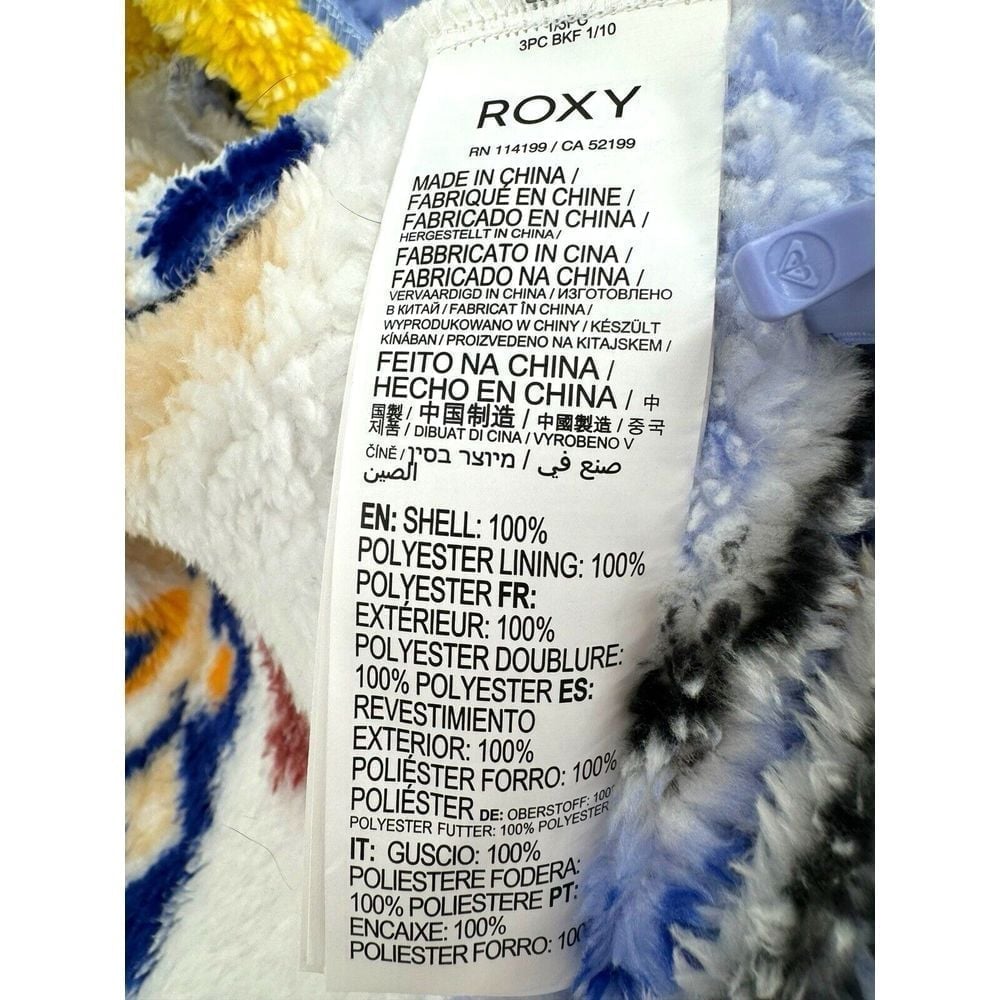 3PC BKF 1/10
ROXY
RN 114199 / CA 52199
MADE IN CHINA /
FABRIQUÉ EN CHINE /
FABRICADO EN CHINA /
HERGESTELLT IN CHINA /
FABBRICATO IN CINA /
FABRICADO NA CHINA /
VERVAARDIGD IN CHINA / ИЗГОТОВЛЕНО
В КИТАЙ / FABRICAT ÎN CHINA /
WYPRODUKOWANO W CHINY / KÉSZÜLT
KÍNÁBAN / PROIZVEDENO NA KITAJSKEM /
FEITO NA CHINA /
HECHO EN CHINA / 中
国製 / 中国制造 / 中國製造 / 중국
제품 / DIBUAT DI CINA / VYROBENO V
ČÍNĚ / מיוצר בסין / صنع في
الصين
EN: SHELL: 100%
POLYESTER LINING: 100%
POLYESTER FR:
EXTÉRIEUR: 100%
POLYESTER DOUBLURE:
100% POLYESTER ES:
REVESTIMIENTO
EXTERIOR: 100%
POLIÉSTER FORRO: 100%
POLIÉSTER DE: OBERSTOFF: 100
POLYESTER FUTTER: 100% POLYESTER
IT: GUSCIO: 100%
POLIESTERE FODERA:
100% POLIESTERE PT:
ENCAIXE: 100%
POLIESTER FORRO: 100